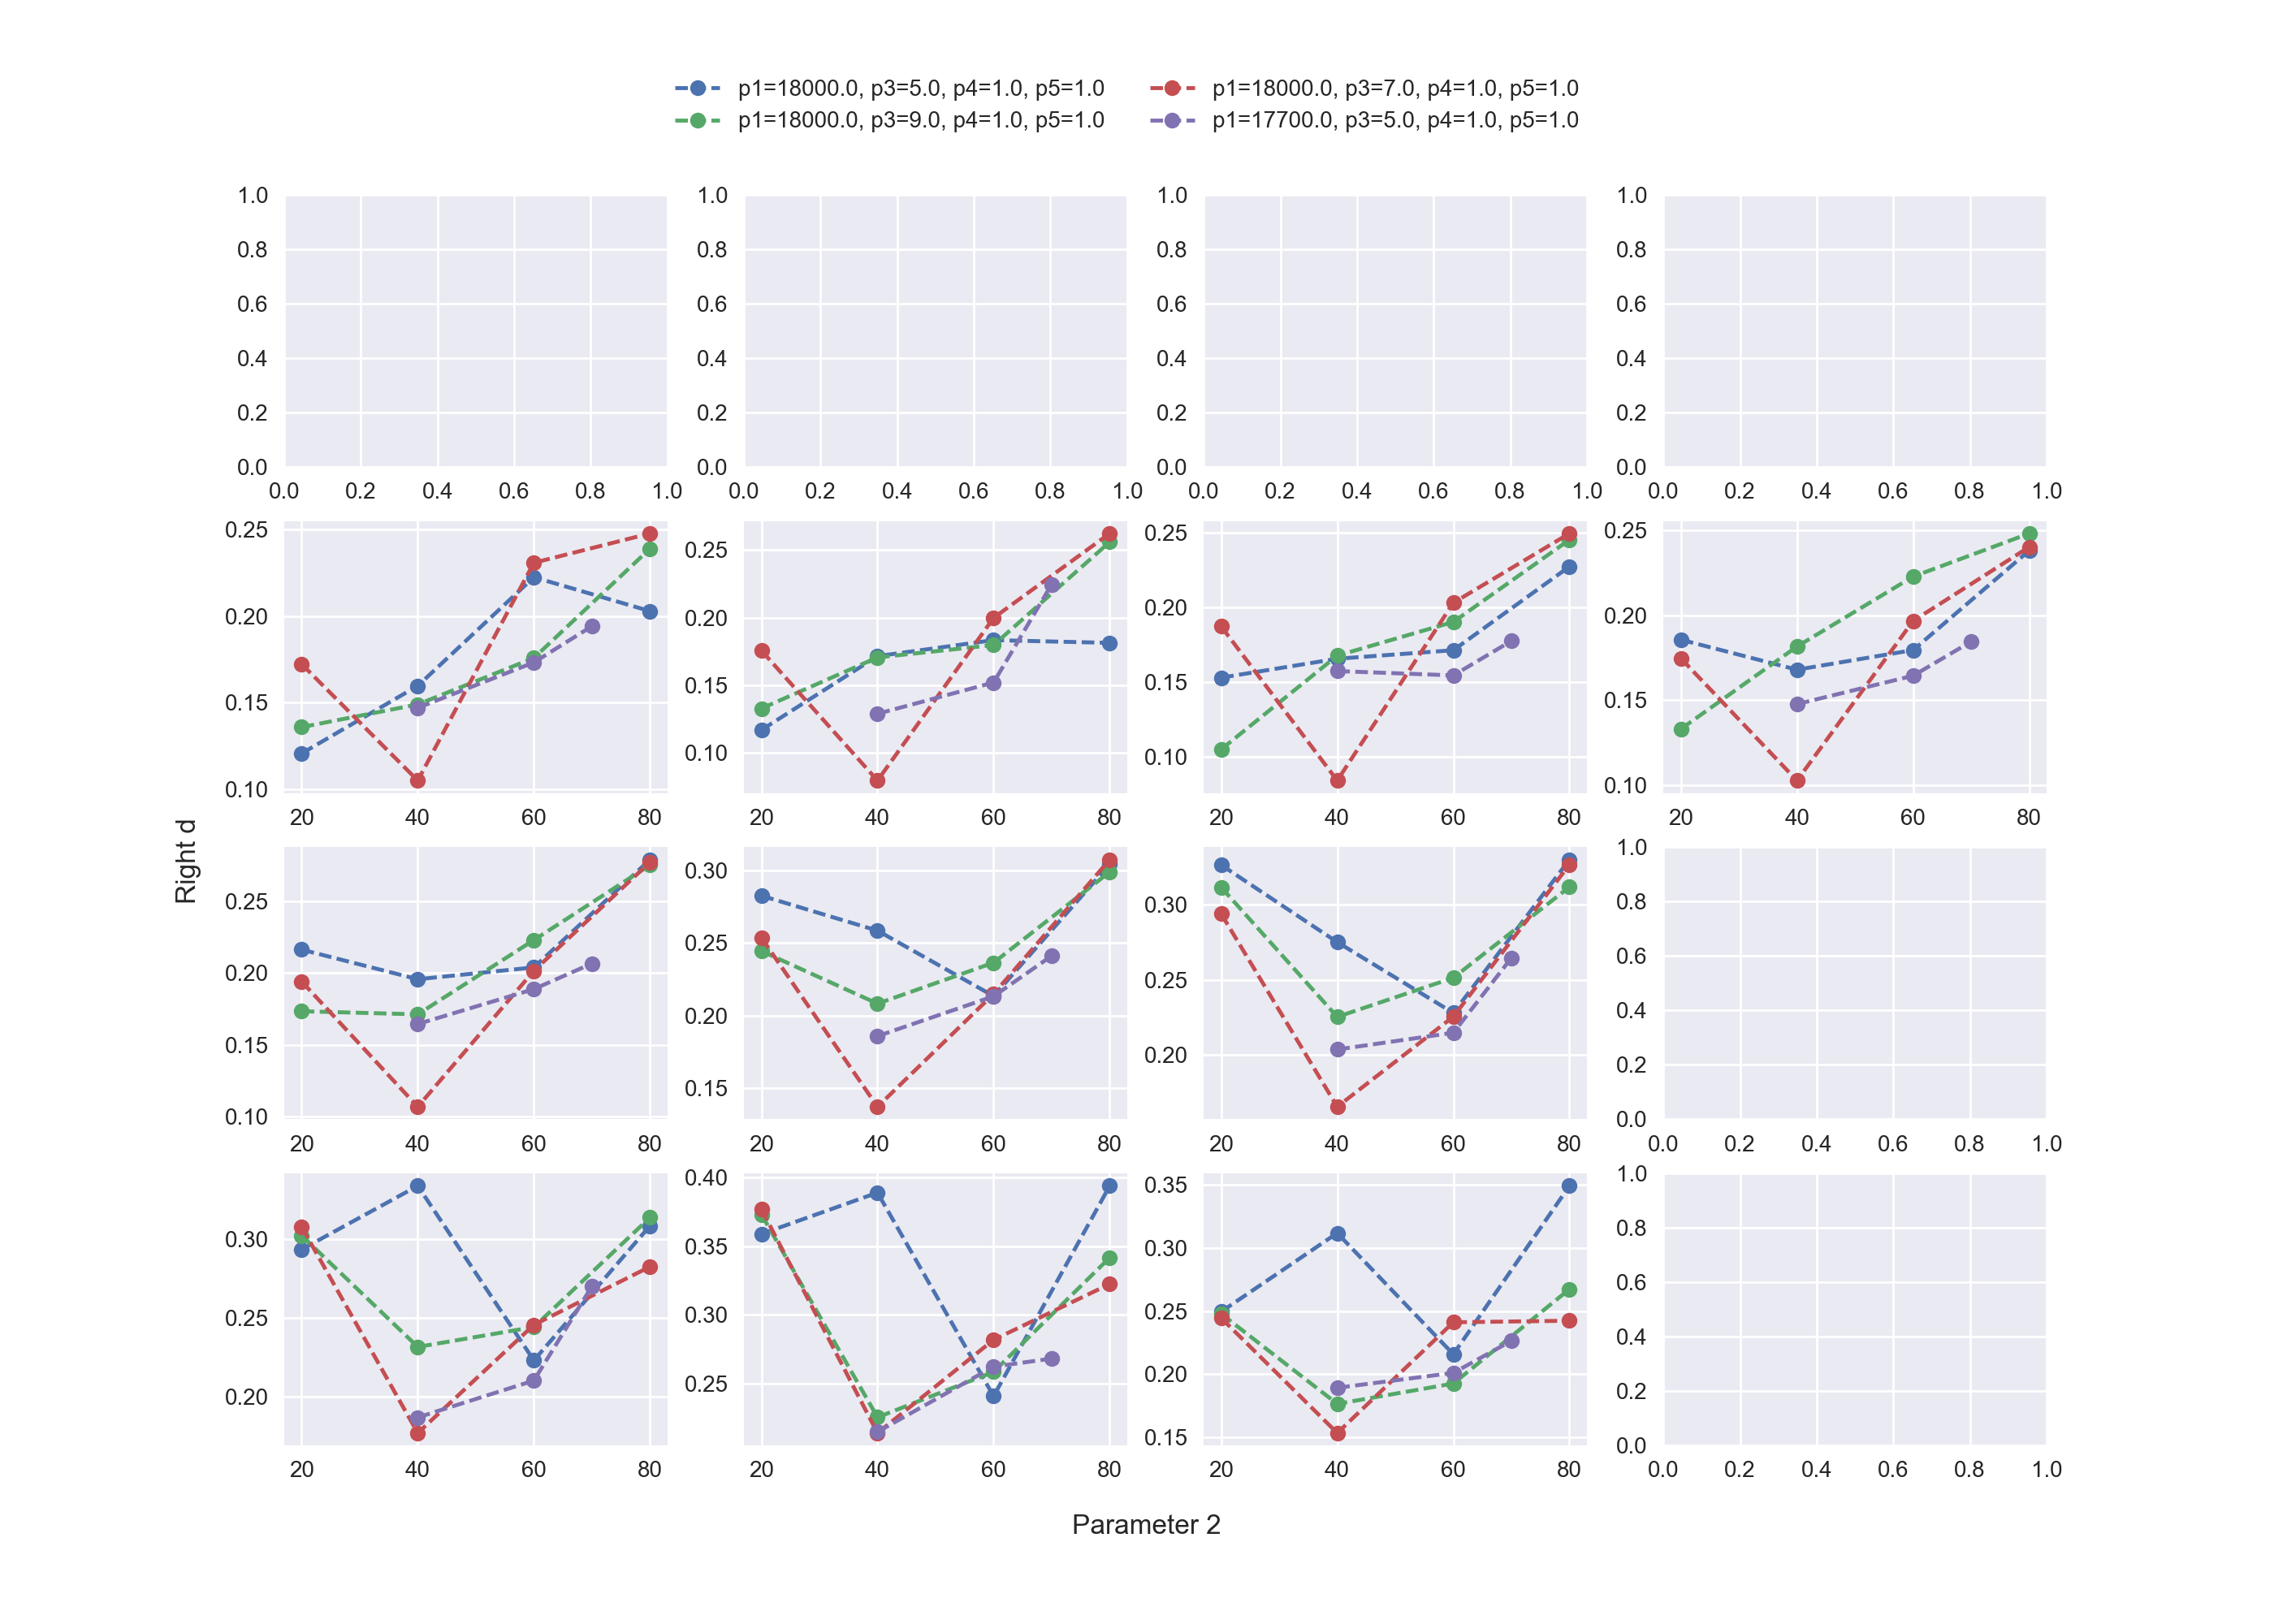 p1=18000.0, p3=5.0, p4=1.0, p5=1.0 p1=18000.0, p3=7.0, p4=1.0, p5=1.0
p1=18000.0, p3=9.0, p4=1.0, p5=1.0 p1=17700.0, p3=5.0, p4=1.0, p5=1.0
1.0 1.0 1.0 1.0
0.8 0.8 0.8 0.8
0.6 0.6 0.6 0.6
0.4 0.4 0.4 0.4
0.2 0.2 0.2 0.2
0.0 0.0 0.0 0.0
0.0 0.2 0.4 0.6 0.8 1.0 0.0 0.2 0.4 0.6 0.8 1.0 0.0 0.2 0.4 0.6 0.8 1.0 0.0 0.2 0.4 0.6 0.8 1.0
0.25 0.25 0.25 0.25
0.20 0.20 0.20 0.20
0.15 0.15 0.15 0.15
0.10 0.10 0.10 0.10
20 40 60 80 20 40 60 80 20 40 60 80 20 40 60 80
Right d
0.25 0.30 0.30 1.0
0.20 0.25 0.25 0.8
0.15 0.20 0.20 0.6
0.10 0.15 0.4
0.2
0.0
20 40 60 80 20 40 60 80 20 40 60 80 0.0 0.2 0.4 0.6 0.8 1.0
0.30 0.40 0.35 1.0
0.25 0.35 0.30 0.8
0.20 0.30 0.25 0.6
0.25 0.20 0.4
0.15 0.2
0.0
20 40 60 80 20 40 60 80 20 40 60 80 0.0 0.2 0.4 0.6 0.8 1.0
Parameter 2